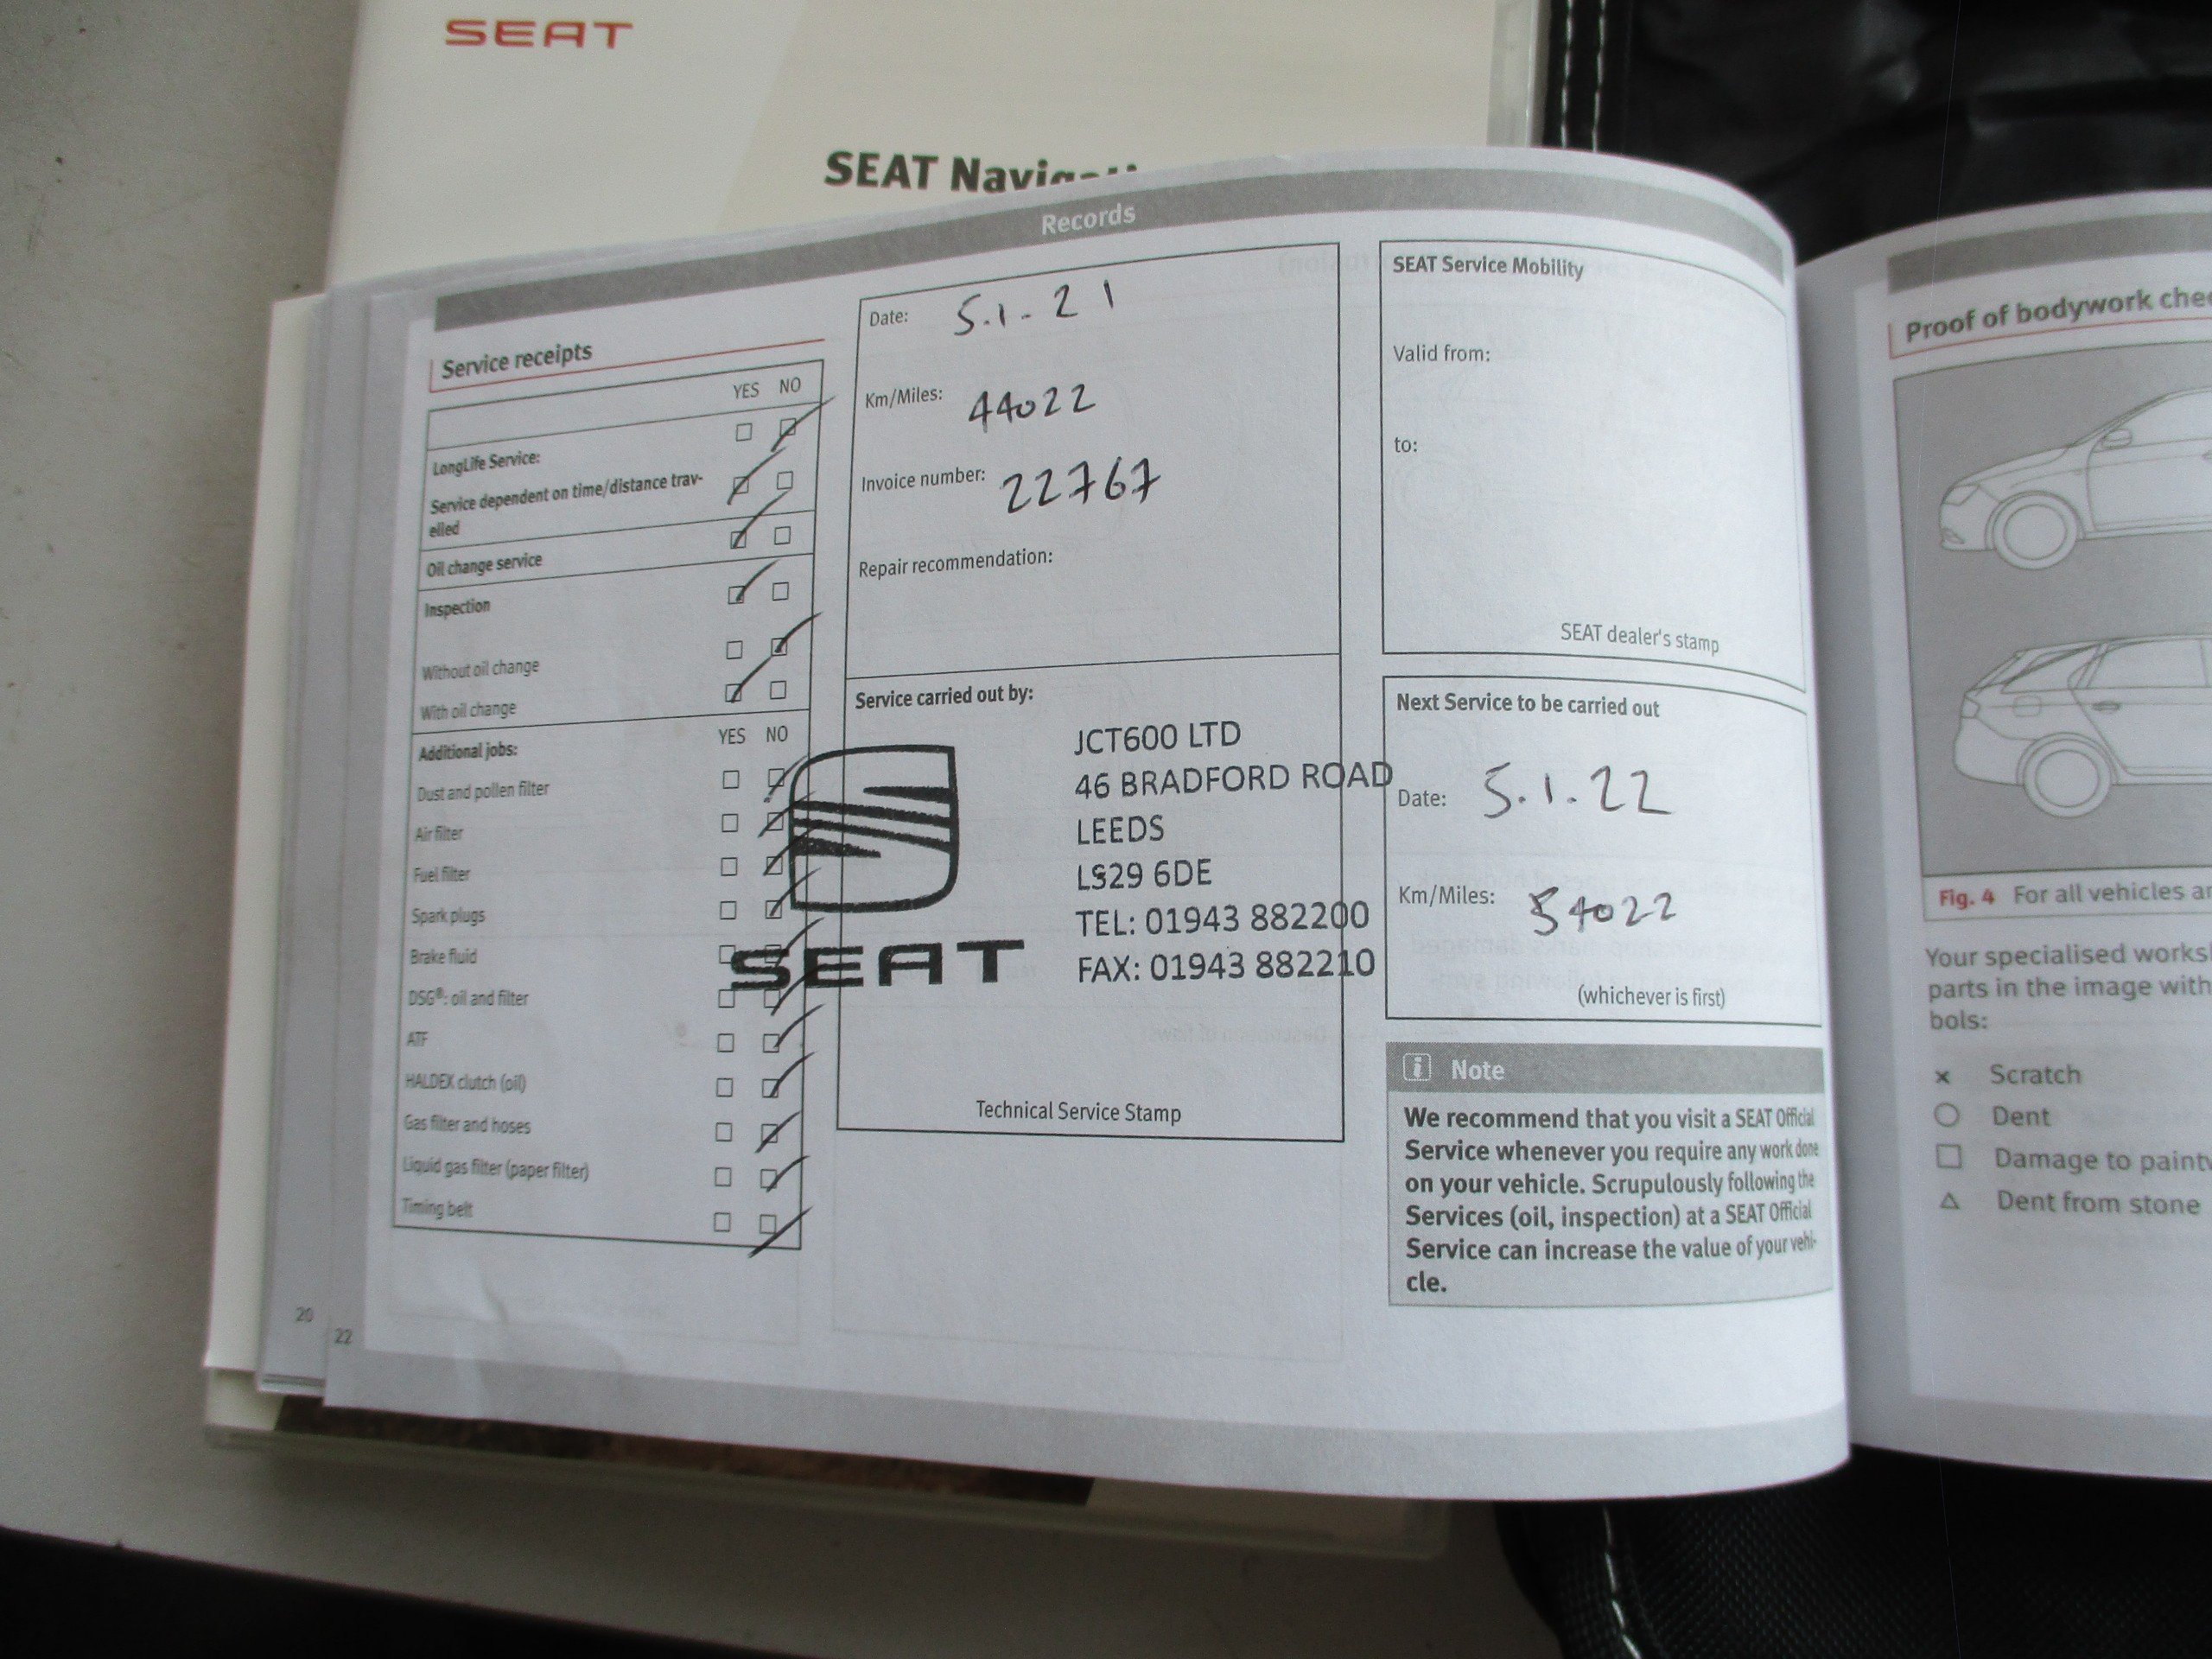 SEAT
SEAT
Records
Service receipts
YES NO
LongLife Service:
Service dependent on time/distance trav-
elled
Oil change service
Inspection
Without oil change
With oil change
Additional jobs:
YES NO
Dust and pollen filter
Air filter
Fuel filter
Spark plugs
Brake fluid
DSG®: oil and filter
ATF
HALDEX clutch (oil)
Gas filter and hoses
Liquid gas filter (paper filter)
Timing belt
20
22
Date: 5.1.21
Km/Miles: 44022
Invoice number: 22767
Repair recommendation:
Service carried out by:
SEAT
JCT600 LTD
46 BRADFORD ROAD
LEEDS
LS29 6DE
TEL: 01943 882200
FAX: 01943 882210
Technical Service Stamp
SEAT Service Mobility
Valid from:
to:
SEAT dealer's stamp
Next Service to be carried out
Date: 5.1.22
Km/Miles: 54022
(whichever is first)
Note
We recommend that you visit a SEAT Official
Service whenever you require any work done
on your vehicle. Scrupulously following the
Services (oil, inspection) at a SEAT Official
Service can increase the value of your vehi-
cle.
Proof of bodywork
Fig. 4 For all vehicles
Your specialised
parts in the image with
bols:
x Scratch
Dent
Damage to
Dent from stone